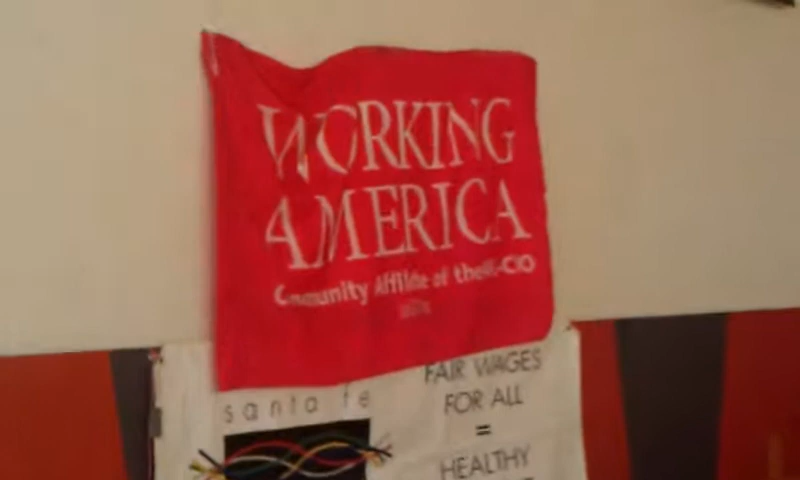 WORKING
AMERICA
Community Affiliate of the AFL-CIO
santa fe
FAIR WAGES
FOR ALL
=
HEALTHY